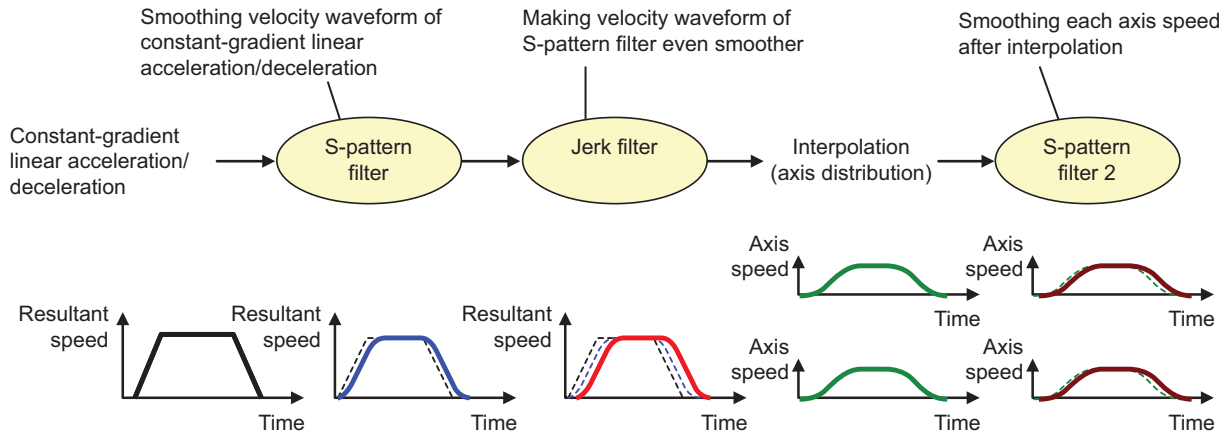 Smoothing velocity waveform of
constant-gradient linear
acceleration/deceleration
Making velocity waveform of
S-pattern filter even smoother
Smoothing each axis speed
after interpolation
Constant-gradient
linear acceleration/
deceleration
S-pattern
filter
Jerk filter
Interpolation
(axis distribution)
S-pattern
filter 2
Resultant
speed
Time
Resultant
speed
Time
Resultant
speed
Time
Axis
speed
Time
Axis
speed
Time
Axis
speed
Time
Axis
speed
Time